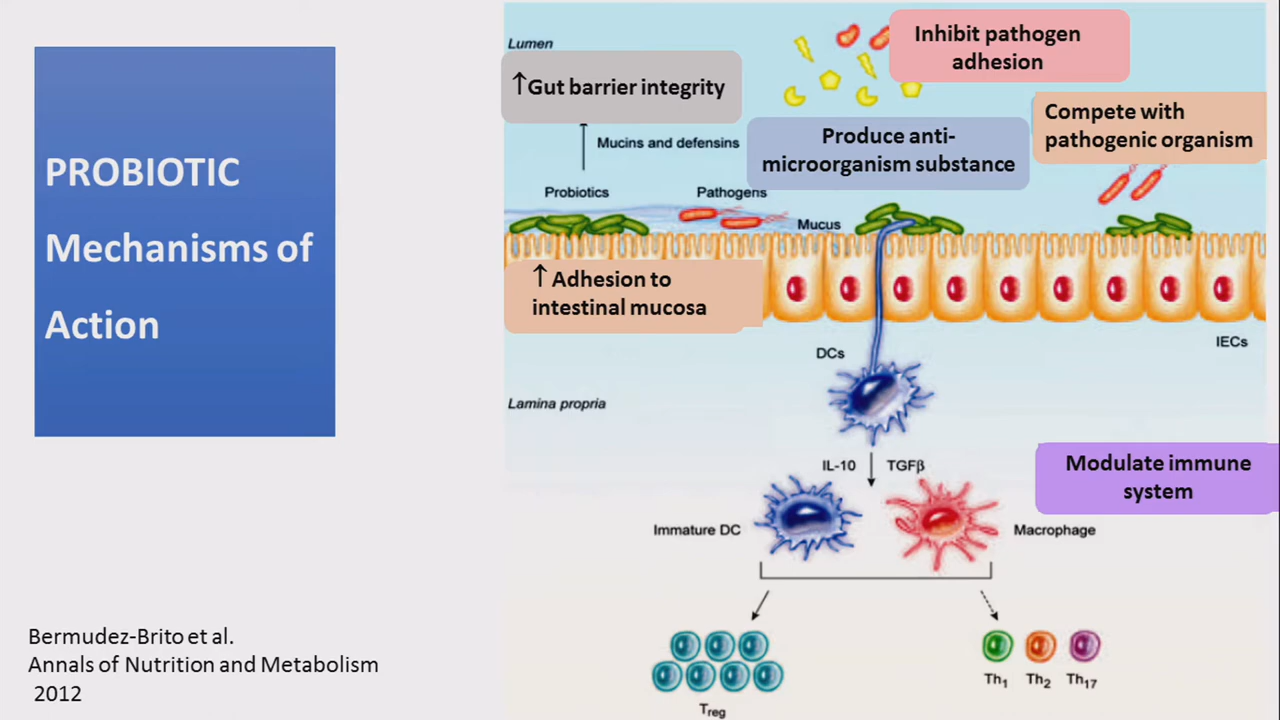 PROBIOTIC
Mechanisms of
Action
Bermudez-Brito et al.
Annals of Nutrition and Metabolism
2012
Lumen
↑Gut barrier integrity
Inhibit pathogen
adhesion
Compete with
pathogenic organism
Produce anti-
microorganism substance
Mucins and defensins
Probiotics
Pathogens
Mucus
↑ Adhesion to
intestinal mucosa
IECs
DCs
Lamina propria
IL-10
TGFβ
Modulate immune
system
Immature DC
Macrophage
Treg
Th1
Th2
Th17